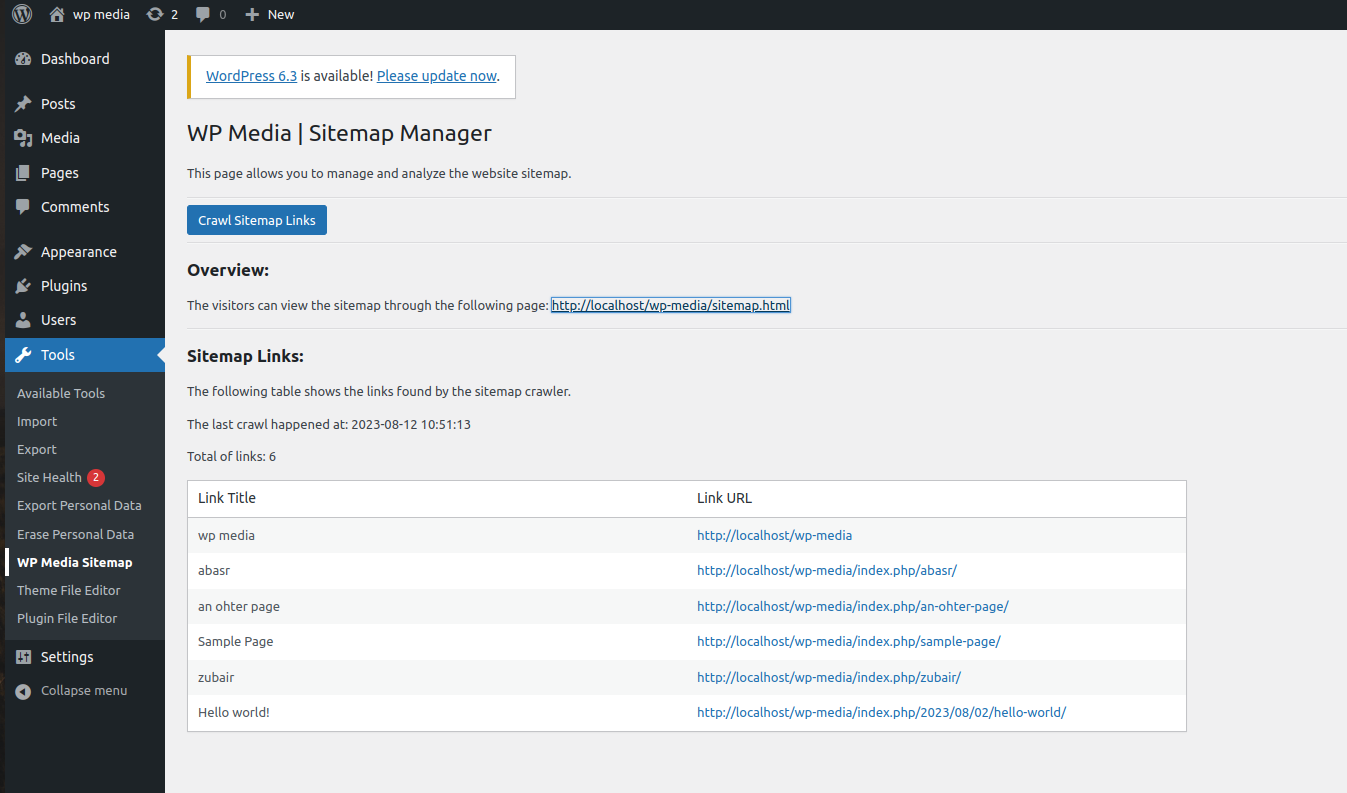 wp media 2 0 New
Dashboard
Posts
Media
Pages
Comments
Appearance
Plugins
Users
Tools
Available Tools
Import
Export
Site Health 2
Export Personal Data
Erase Personal Data
WP Media Sitemap
Theme File Editor
Plugin File Editor
Settings
Collapse menu
WordPress 6.3 is available! Please update now.
WP Media | Sitemap Manager
This page allows you to manage and analyze the website sitemap.
Crawl Sitemap Links
Overview:
The visitors can view the sitemap through the following page: http://localhost/wp-media/sitemap.html
Sitemap Links:
The following table shows the links found by the sitemap crawler.
The last crawl happened at: 2023-08-12 10:51:13
Total of links: 6
Link Title Link URL
wp media http://localhost/wp-media
abasr http://localhost/wp-media/index.php/abasr/
an ohter page http://localhost/wp-media/index.php/an-ohter-page/
Sample Page http://localhost/wp-media/index.php/sample-page/
zubair http://localhost/wp-media/index.php/zubair/
Hello world! http://localhost/wp-media/index.php/2023/08/02/hello-world/